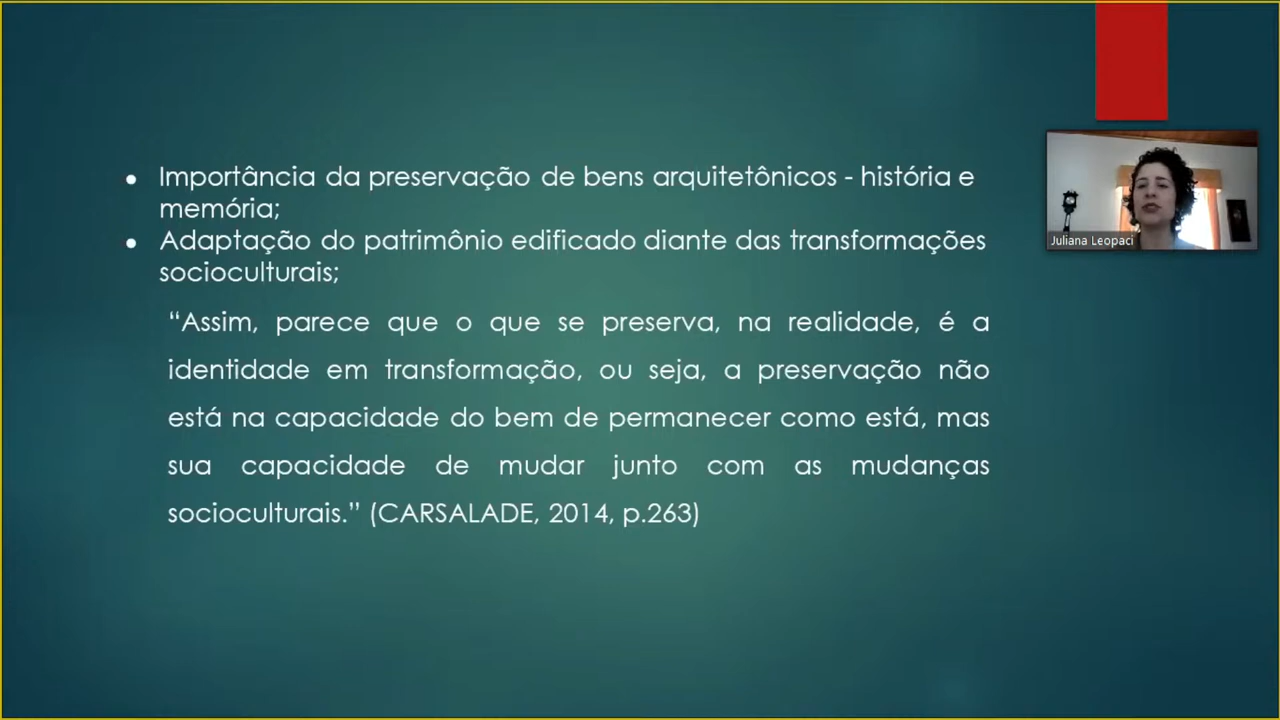 ● Importância da preservação de bens arquitetônicos - história e
memória;
● Adaptação do patrimônio edificado diante das transformações
socioculturais;
“Assim, parece que o que se preserva, na realidade, é a
identidade em transformação, ou seja, a preservação não
está na capacidade do bem de permanecer como está, mas
sua capacidade de mudar junto com as mudanças
socioculturais.” (CARSALADE, 2014, p.263)
Juliana Leopaci